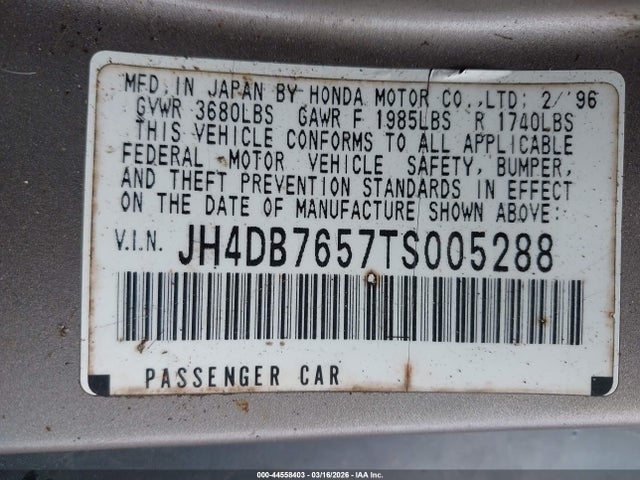 MFD. IN JAPAN BY HONDA MOTOR CO., LTD; 2/ '96
GVWR 3680LBS GAWR F 1985LBS R 1740LBS
THIS VEHICLE CONFORMS TO ALL APPLICABLE
FEDERAL MOTOR VEHICLE SAFETY, BUMPER,
AND THEFT PREVENTION STANDARDS IN EFFECT
ON THE DATE OF MANUFACTURE SHOWN ABOVE:
V.I.N. JH4DB7657TS005288
PASSENGER CAR
000-44558403 - 03/16/2026 - IAA Inc.